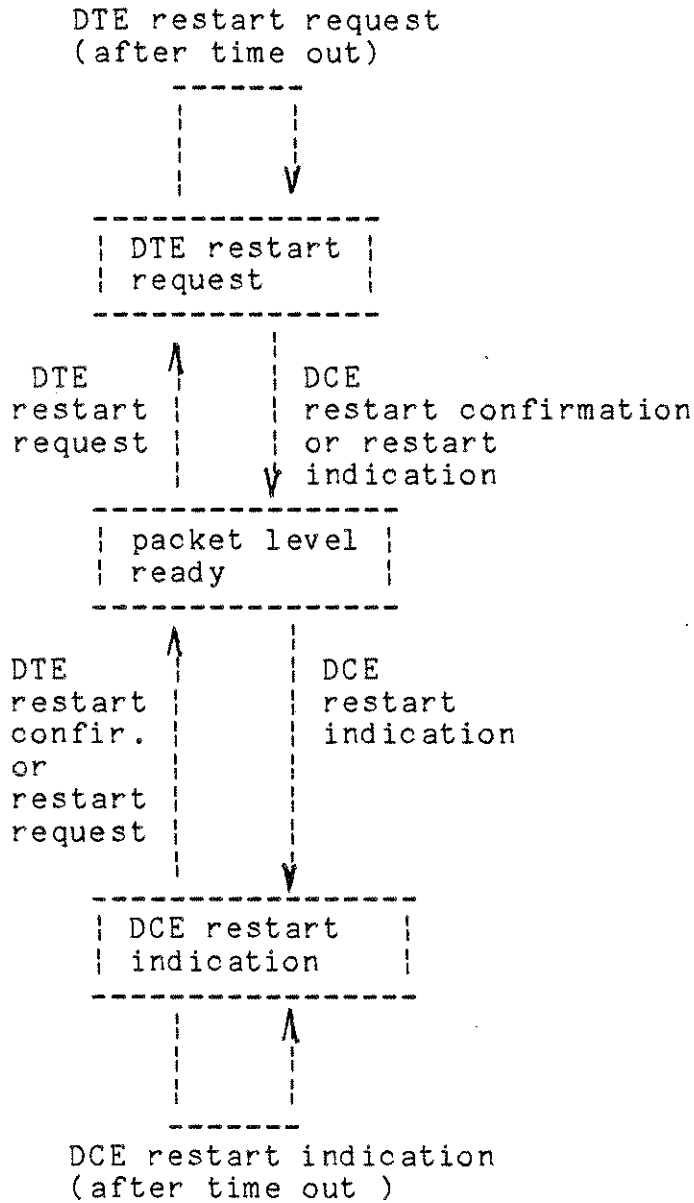 DTE restart request
(after time out)
DTE restart
request
DTE
restart
request
DCE
restart confirmation
or restart
indication
packet level
ready
DTE
restart
confir.
or
restart
request
DCE
restart
indication
DCE restart
indication
DCE restart indication
(after time out )